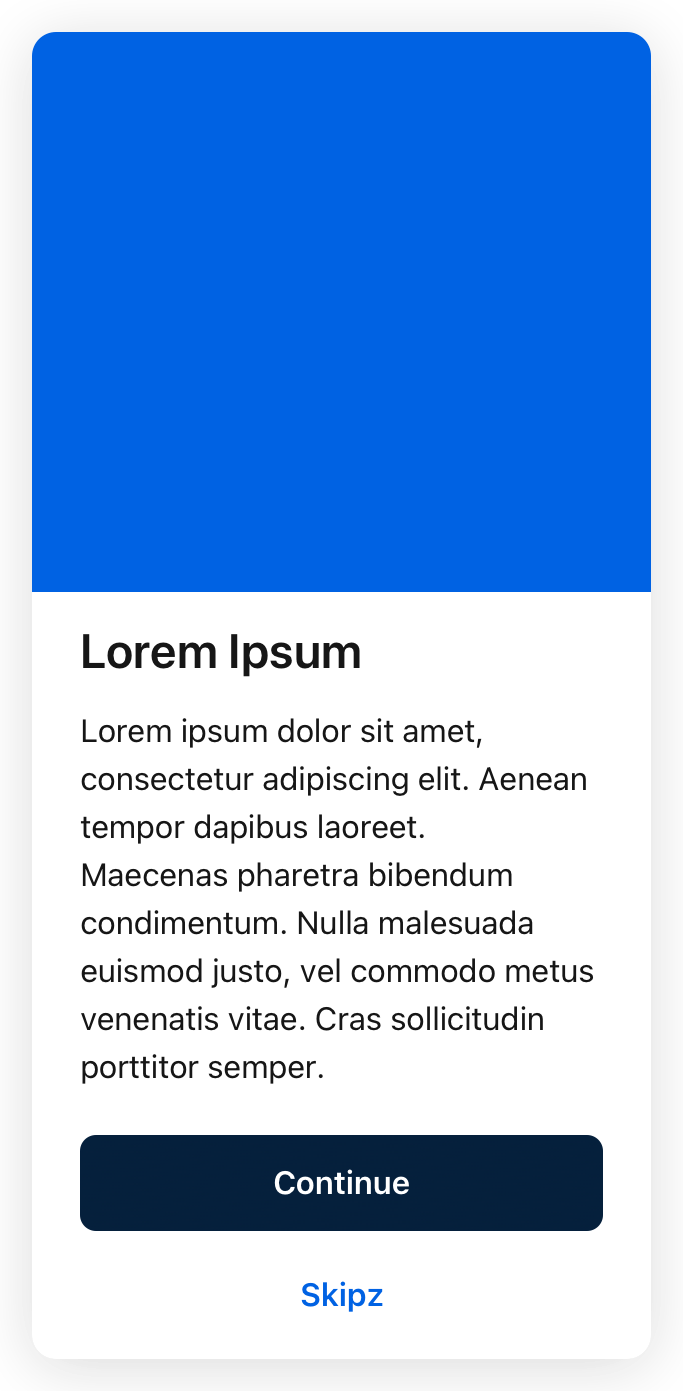 Lorem Ipsum
Lorem ipsum dolor sit amet,
consectetur adipiscing elit. Aenean
tempor dapibus laoreet.
Maecenas pharetra bibendum
condimentum. Nulla malesuada
euismod justo, vel commodo metus
venenatis vitae. Cras sollicitudin
porttitor semper.
Continue
Skipz